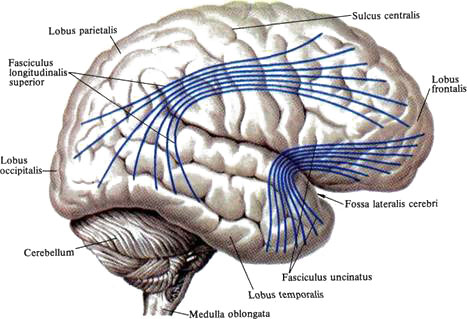 Sulcus centralis
Lobus parietalis
Fasciculus
longitudinalis
superior
Lobus
frontalis
Lobus
occipitalis
Fossa lateralis cerebri
Cerebellum
Fasciculus uncinatus
Lobus temporalis
Medulla oblongata